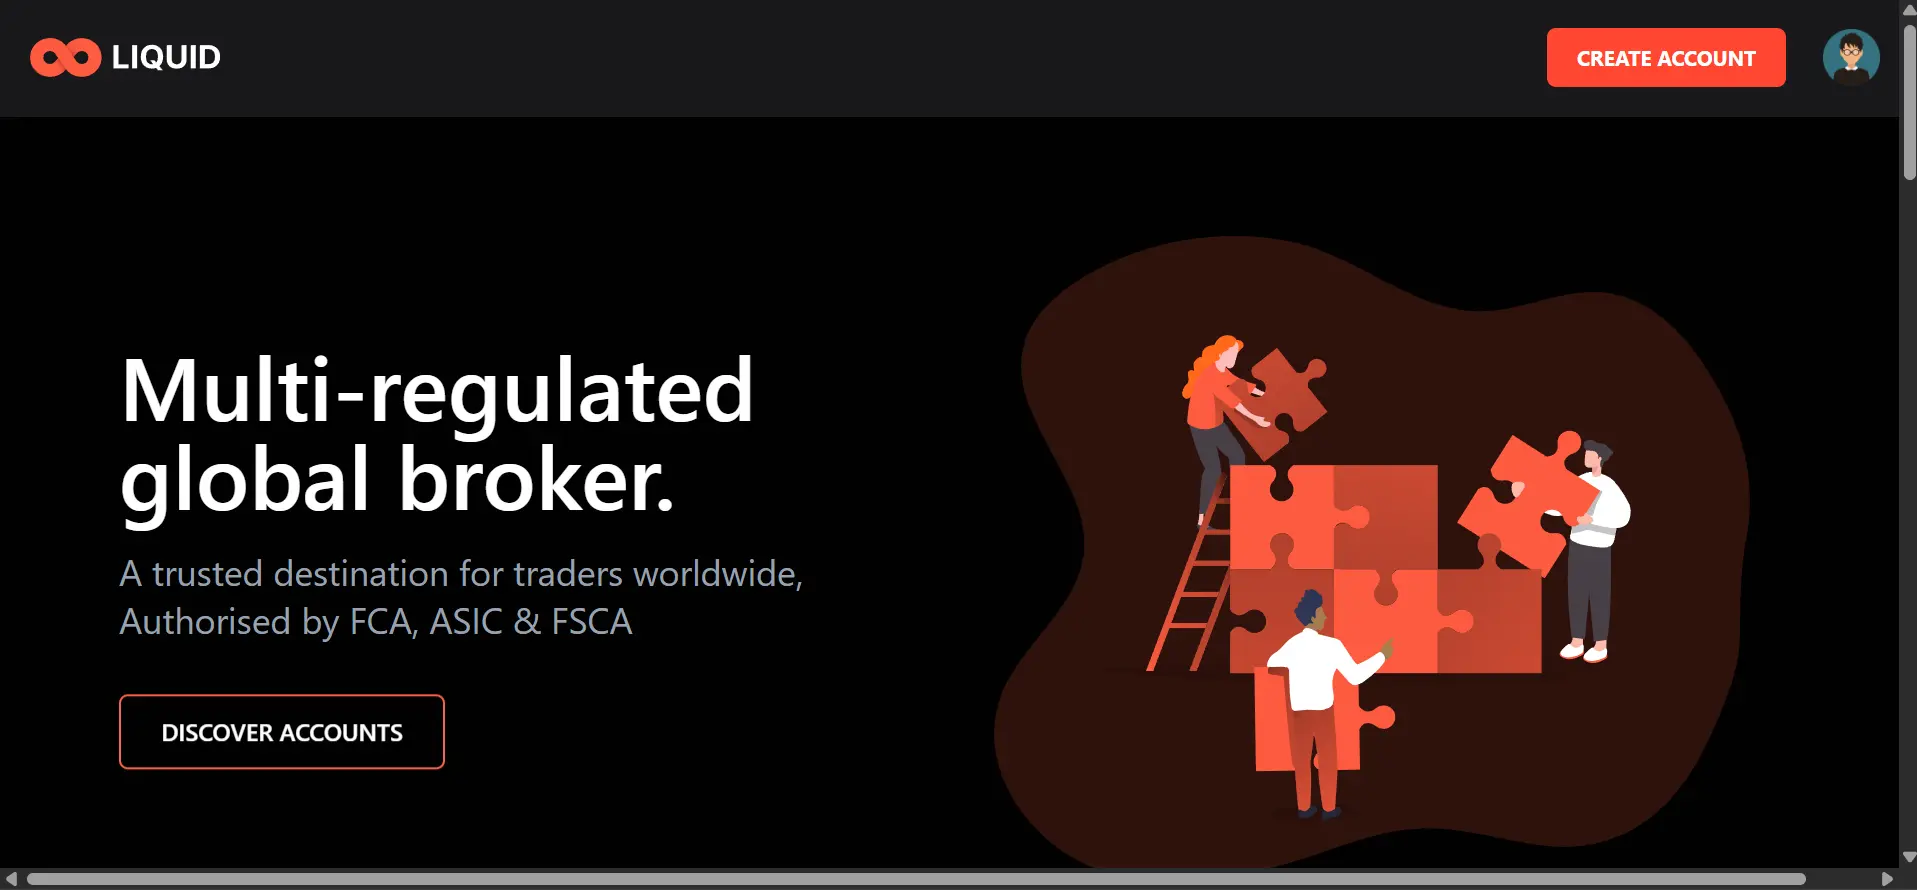 LIQUID
CREATE ACCOUNT
Multi-regulated
global broker.
A trusted destination for traders worldwide,
Authorised by FCA, ASIC & FSCA
DISCOVER ACCOUNTS